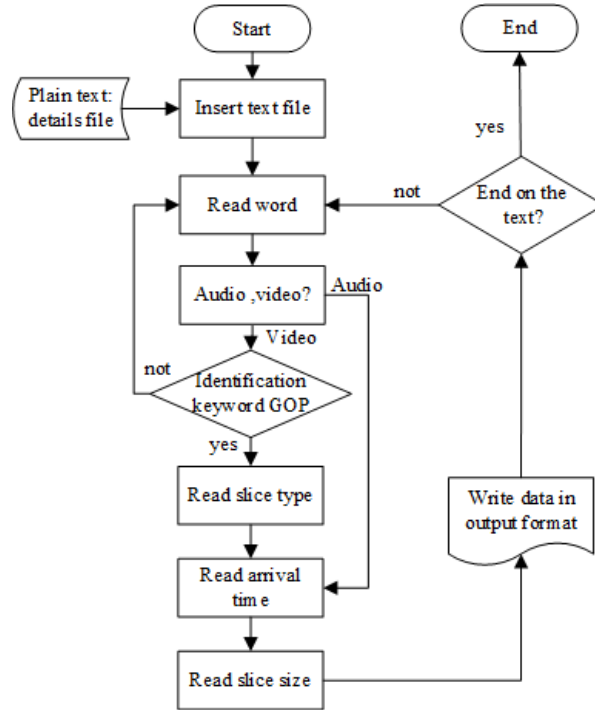 Start
End
Plain text:
details file
Insert text file
yes
Read word
not
End on the
text?
Audio ,video?
Audio
Video
not
Identification
keyword GOP
yes
Read slice type
Write data in
output format
Read arrival
time
Read slice size